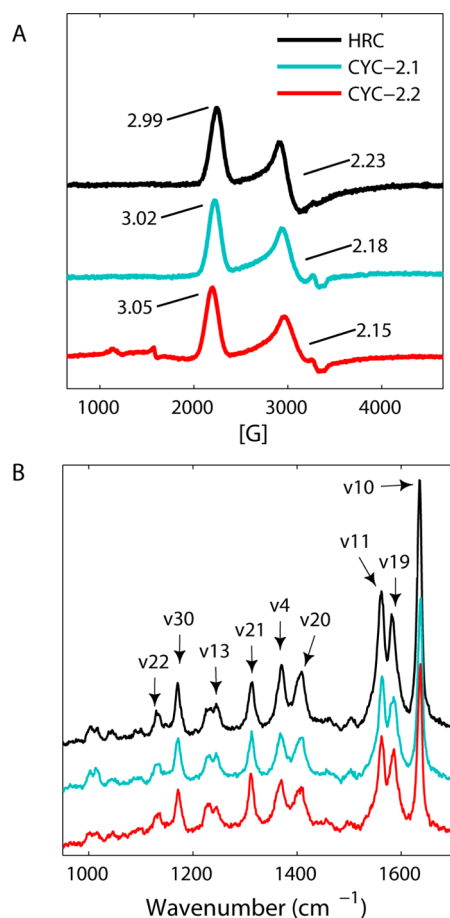 A
HRC
CYC−2.1
CYC−2.2
2.99
2.23
3.02
2.18
3.05
2.15
1000 2000 3000 4000
[G]
B
v10
v11
v19
v30
v4
v21
v20
v13
v22
1000 1200 1400 1600
Wavenumber (cm ⁻¹)